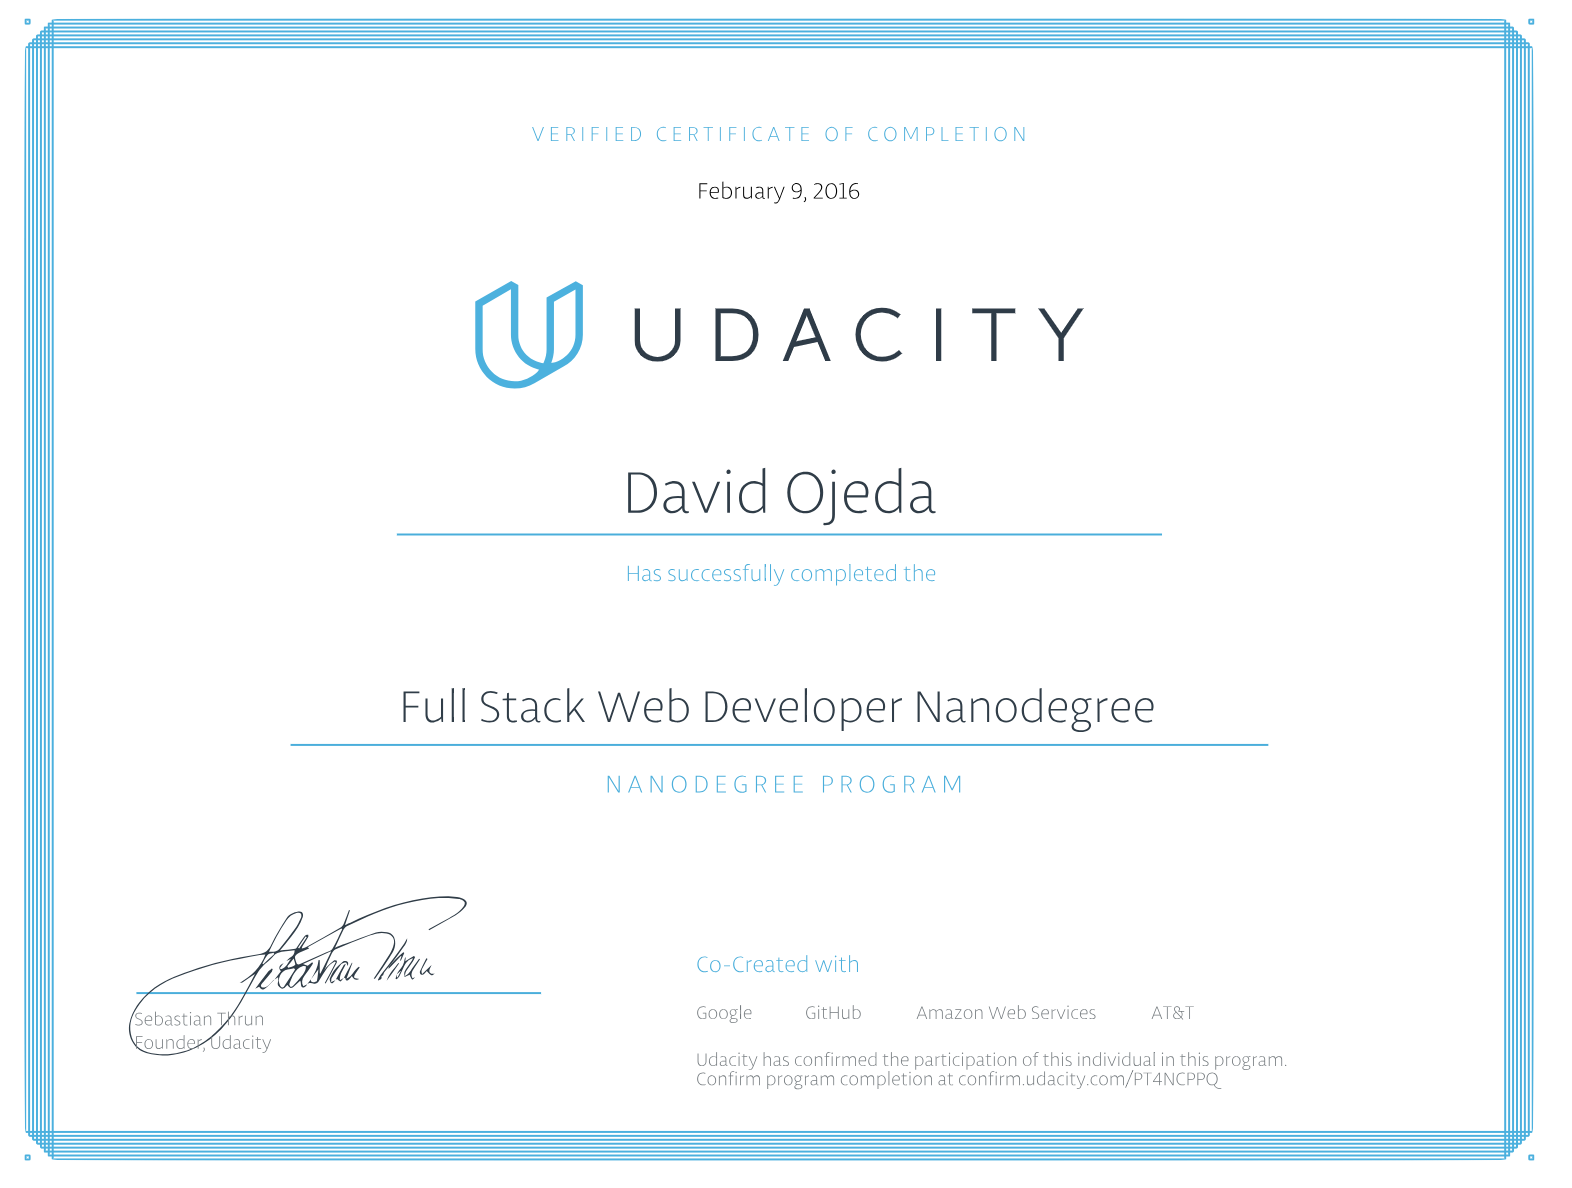 VERIFIED CERTIFICATE OF COMPLETION
February 9, 2016
UDACITY
David Ojeda
Has successfully completed the
Full Stack Web Developer Nanodegree
NANODEGREE PROGRAM
Sebastian Thrun
Sebastian Thrun
Founder, Udacity
Co-Created with
Google GitHub Amazon Web Services AT&T
Udacity has confirmed the participation of this individual in this program.
Confirm program completion at confirm.udacity.com/PT4NCPPQ